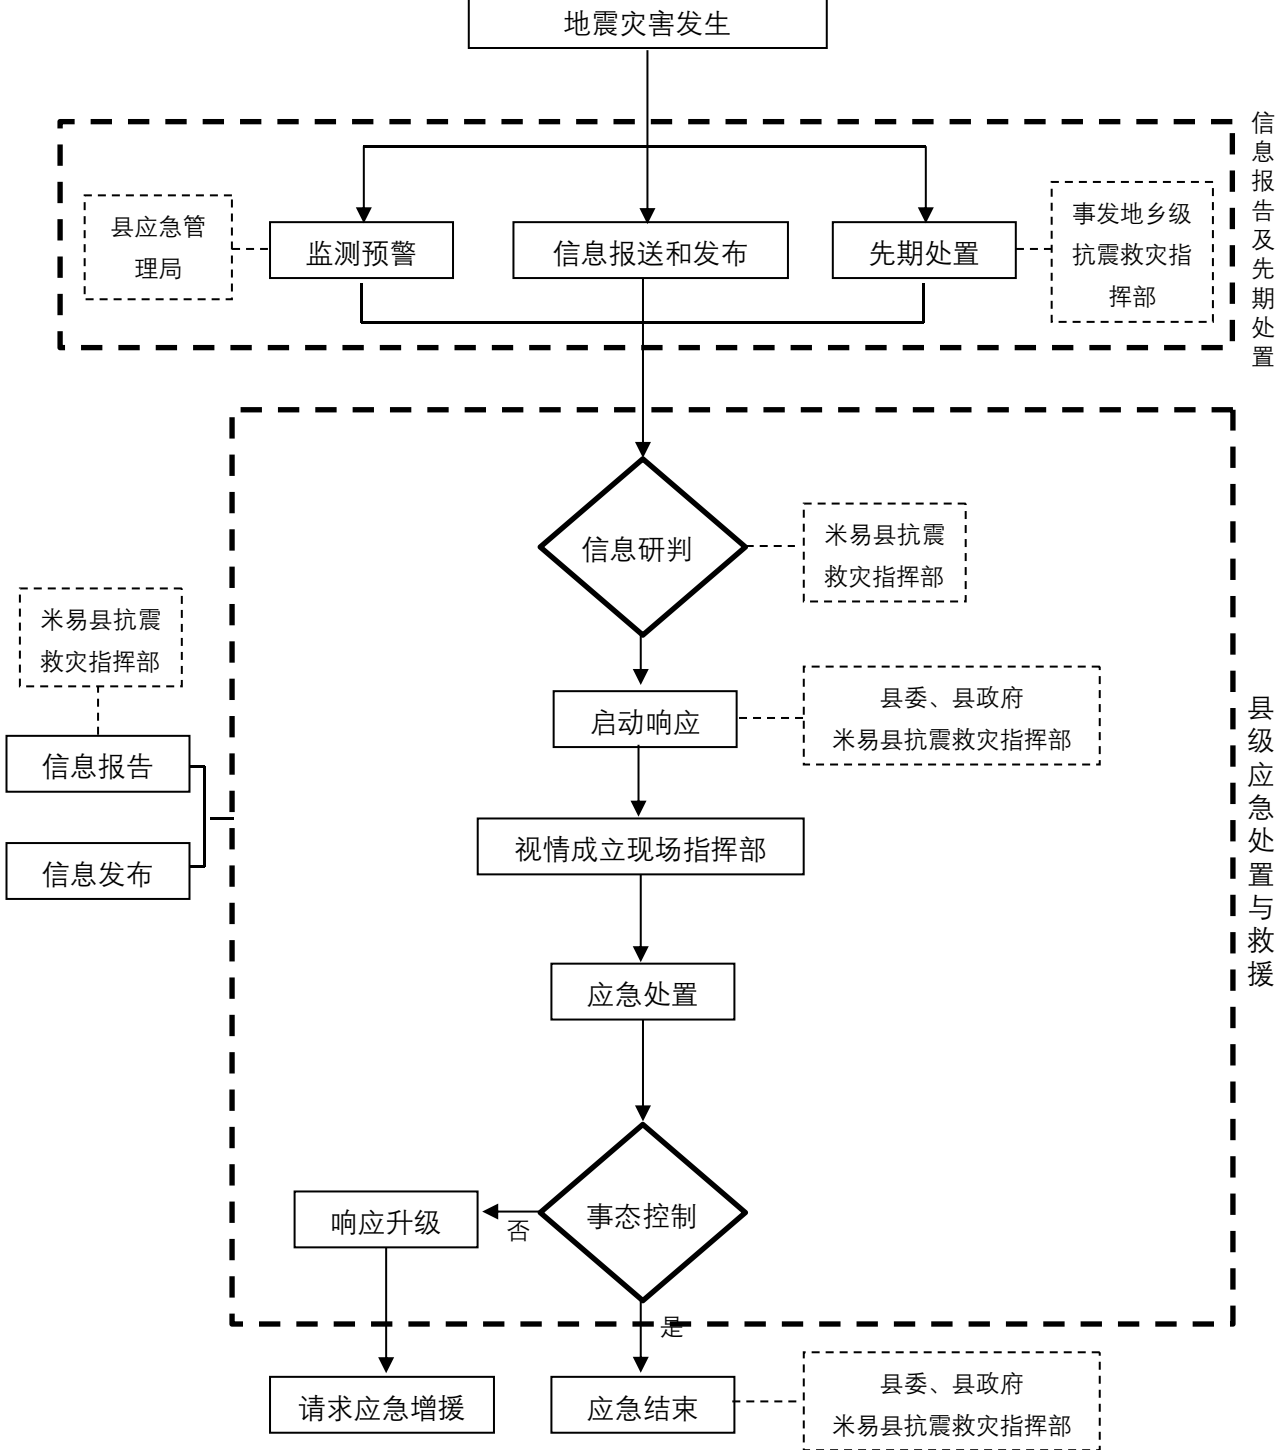 地震灾害发生
信息报告及先期处置
县应急管
理局
监测预警
信息报送和发布
先期处置
事发地乡级
抗震救灾指
挥部
信息研判
米易县抗震
救灾指挥部
米易县抗震
救灾指挥部
启动响应
县委、县政府
米易县抗震救灾指挥部
县级应急处置与救援
信息报告
视情成立现场指挥部
信息发布
应急处置
事态控制
响应升级
否
是
请求应急增援
应急结束
县委、县政府
米易县抗震救灾指挥部